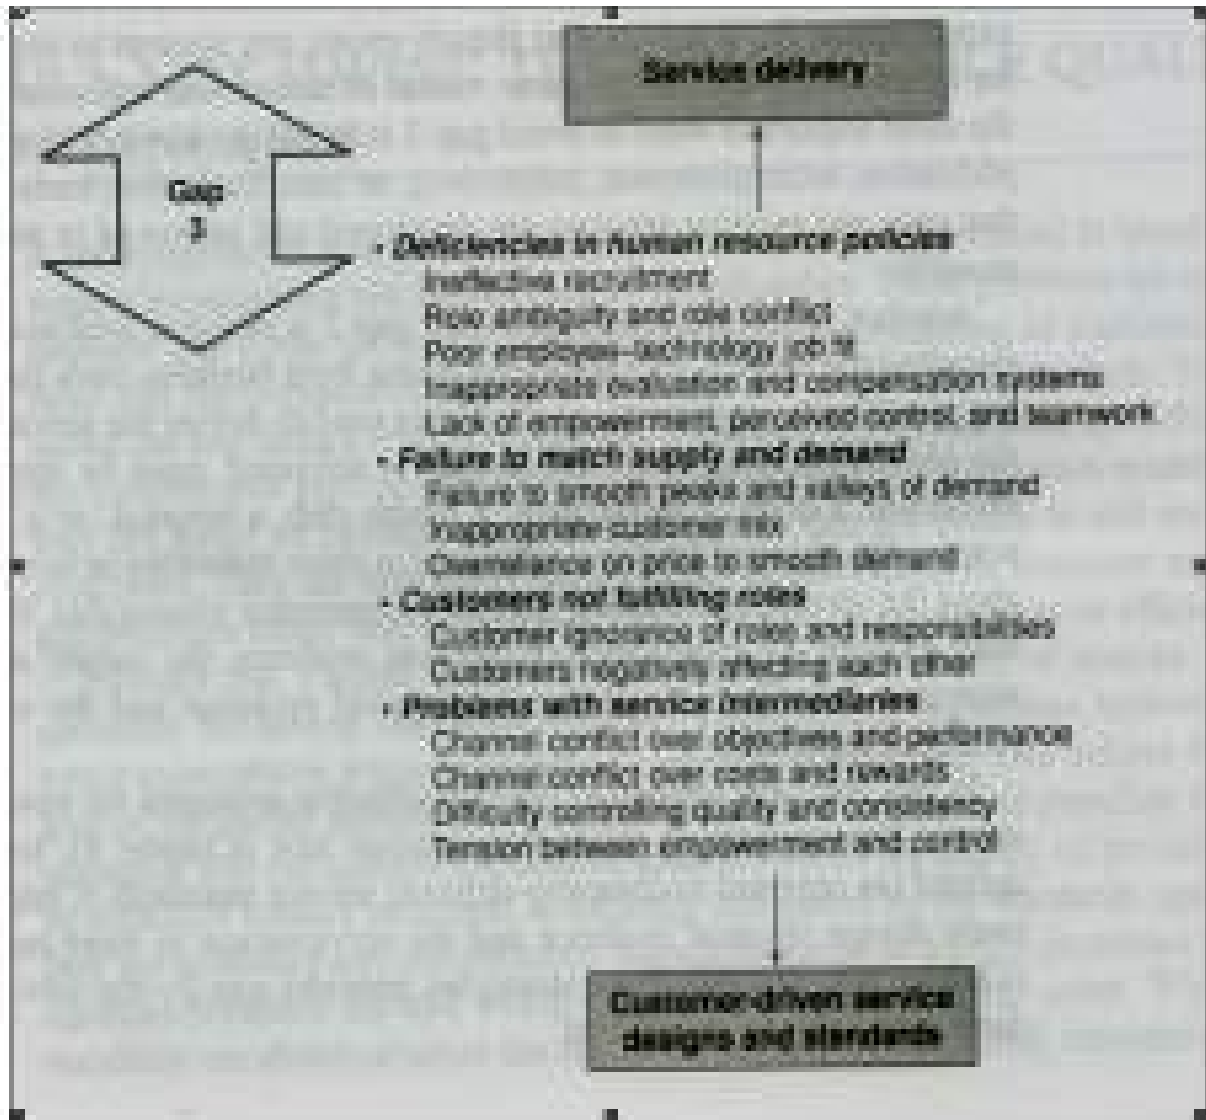 Service delivery
Gap
3
- Deficiencies in human resource policies
Ineffective recruitment
Role ambiguity and role conflict
Poor employee-technology job fit
Inappropriate evaluation and compensation systems
Lack of empowerment, perceived control, and teamwork
- Failure to match supply and demand
Failure to smooth peaks and valleys of demand
Inappropriate customer mix
Overreliance on price to smooth demand
- Customers not fulfilling roles
Customer ignorance of roles and responsibilities
Customers negatively affecting each other
- Problems with service intermediaries
Channel conflict over objectives and performance
Channel conflict over costs and rewards
Difficulty controlling quality and consistency
Tension between empowerment and control
Customer-driven service
designs and standards